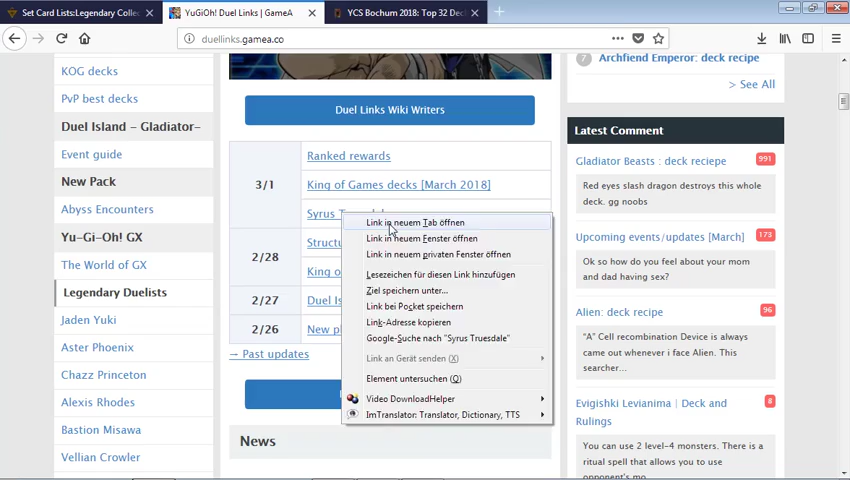 Set Card Lists:Legendary Colle
YuGiOh! Duel Links | GameA
YCS Bochum 2018: Top 32 Dec
duellinks.gamea.co
KOG decks
PvP best decks
Duel Island - Gladiator-
Event guide
New Pack
Abyss Encounters
Yu-Gi-Oh! GX
The World of GX
Legendary Duelists
Jaden Yuki
Aster Phoenix
Chazz Princeton
Alexis Rhodes
Bastion Misawa
Vellian Crowler
Duel Links Wiki Writers
3/1
Ranked rewards
King of Games decks [March 2018]
Syrus
2/28
Struct
King o
2/27
Duel
2/26
New p
→ Past updates
News
Link in neuem Tab öffnen
Link in neuem Fenster öffnen
Link in neuem privaten Fenster öffnen
Lesezeichen für diesen Link hinzufügen
Ziel speichern unter...
Link bei Pocket speichern
Link-Adresse kopieren
Google-Suche nach "Syrus Truesdale"
Link an Gerät senden (X)
Element untersuchen (Q)
Video DownloadHelper
ImTranslator: Translator, Dictionary, TTS
7
Archfiend Emperor: deck recipe
> See All
Latest Comment
Gladiator Beasts : deck reciepe
991
Red eyes slash dragon destroys this whole
deck. gg noobs
Upcoming events/updates [March]
173
Ok so how do you feel about your mom
and dad having sex?
Alien: deck recipe
96
"A" Cell recombination Device is always
came out whenever i face Alien. This
searcher...
Evigishki Levianima | Deck and
Rulings
8
You can use 2 level-4 monsters. There is a
ritual spell that allows you to use
opponent's mo